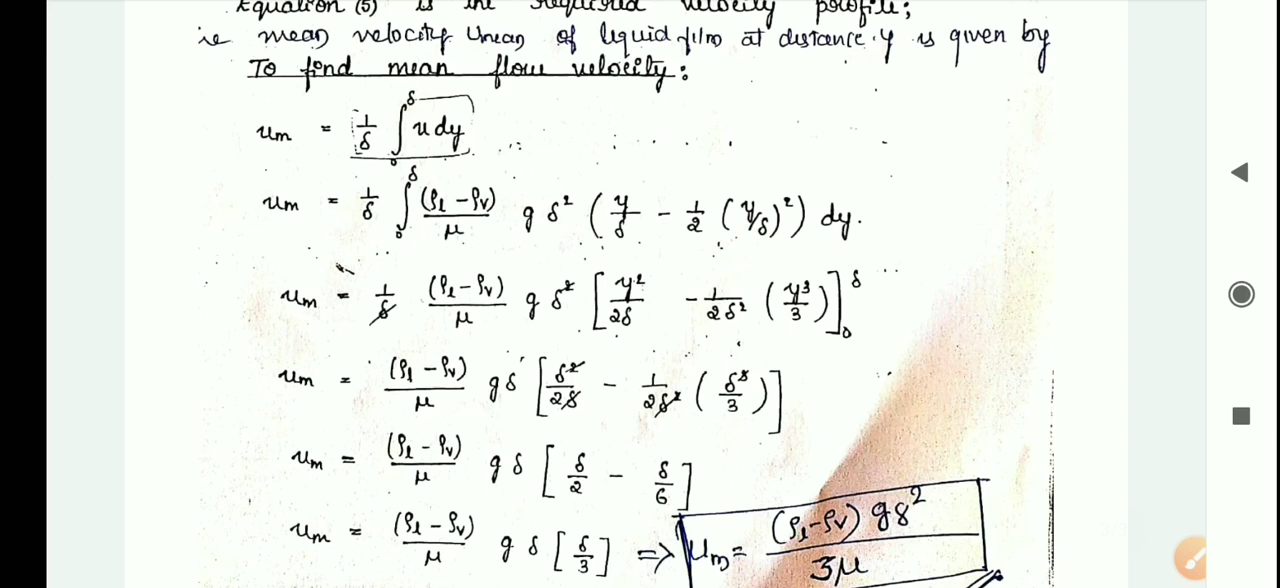 Equation (5) is the required velocity profile;
ie mean velocity Umean of liquid film at distance y is given by
To find mean flow velocity:
um = 1/δ ∫₀^δ u dy
um = 1/δ ∫₀^δ (ρl - ρv)/μ g δ² (y/δ - 1/2 (y/δ)²) dy.
um = 1/δ (ρl - ρv)/μ g δ² [y²/2δ - 1/2δ² (y³/3)]₀^δ
um = (ρl - ρv)/μ g δ [δ²/2δ - 1/2δ² (δ³/3)]
um = (ρl - ρv)/μ g δ [δ/2 - δ/6]
um = (ρl - ρv)/μ g δ [δ/3] => um = (ρl - ρv) g δ²/3μ